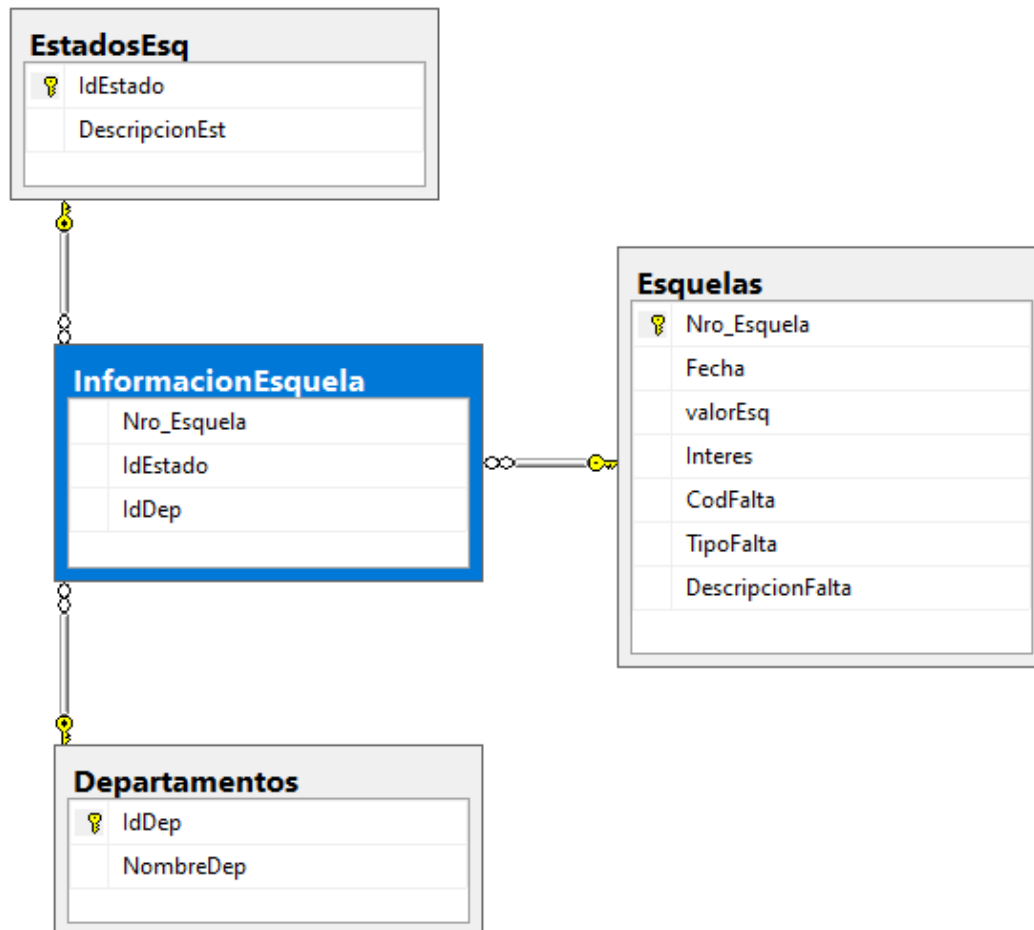 EstadosEsq
IdEstado
DescripcionEst
InformacionEsquela
Nro_Esquela
IdEstado
IdDep
Esquelas
Nro_Esquela
Fecha
valorEsq
Interes
CodFalta
TipoFalta
DescripcionFalta
Departamentos
IdDep
NombreDep